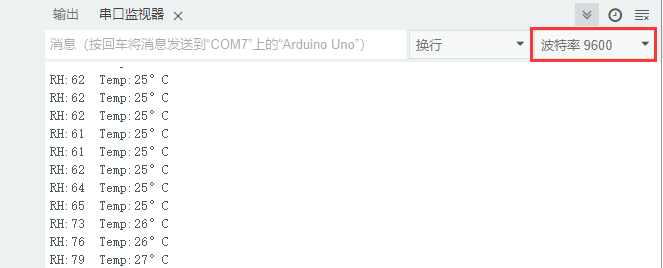 输出 串口监视器
消息（按回车将消息发送到“COM7”上的“Arduino Uno”） 换行 波特率 9600
RH:62 Temp:25° C
RH:62 Temp:25° C
RH:62 Temp:25° C
RH:61 Temp:25° C
RH:61 Temp:25° C
RH:62 Temp:25° C
RH:64 Temp:25° C
RH:65 Temp:25° C
RH:73 Temp:26° C
RH:76 Temp:26° C
RH:79 Temp:27° C